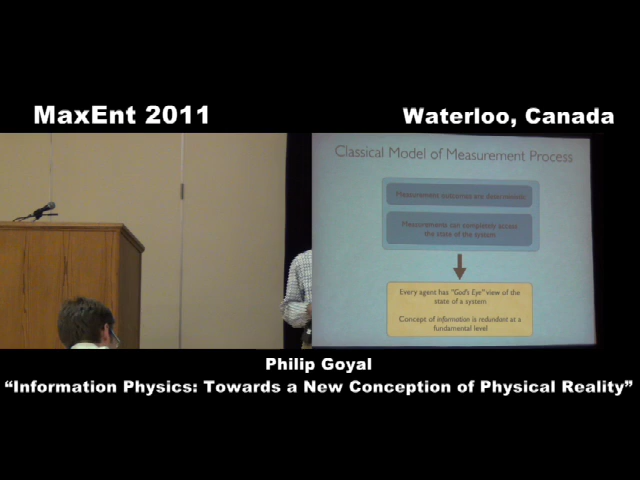 MaxEnt 2011
Waterloo, Canada
Classical Model of Measurement Process
Measurement outcomes are determinate
Measurements can completely access
the state of the system
Every agent has "God's Eye" view of the
state of a system
Concept of information is redundant at a
fundamental level
Philip Goyal
“Information Physics: Towards a New Conception of Physical Reality”